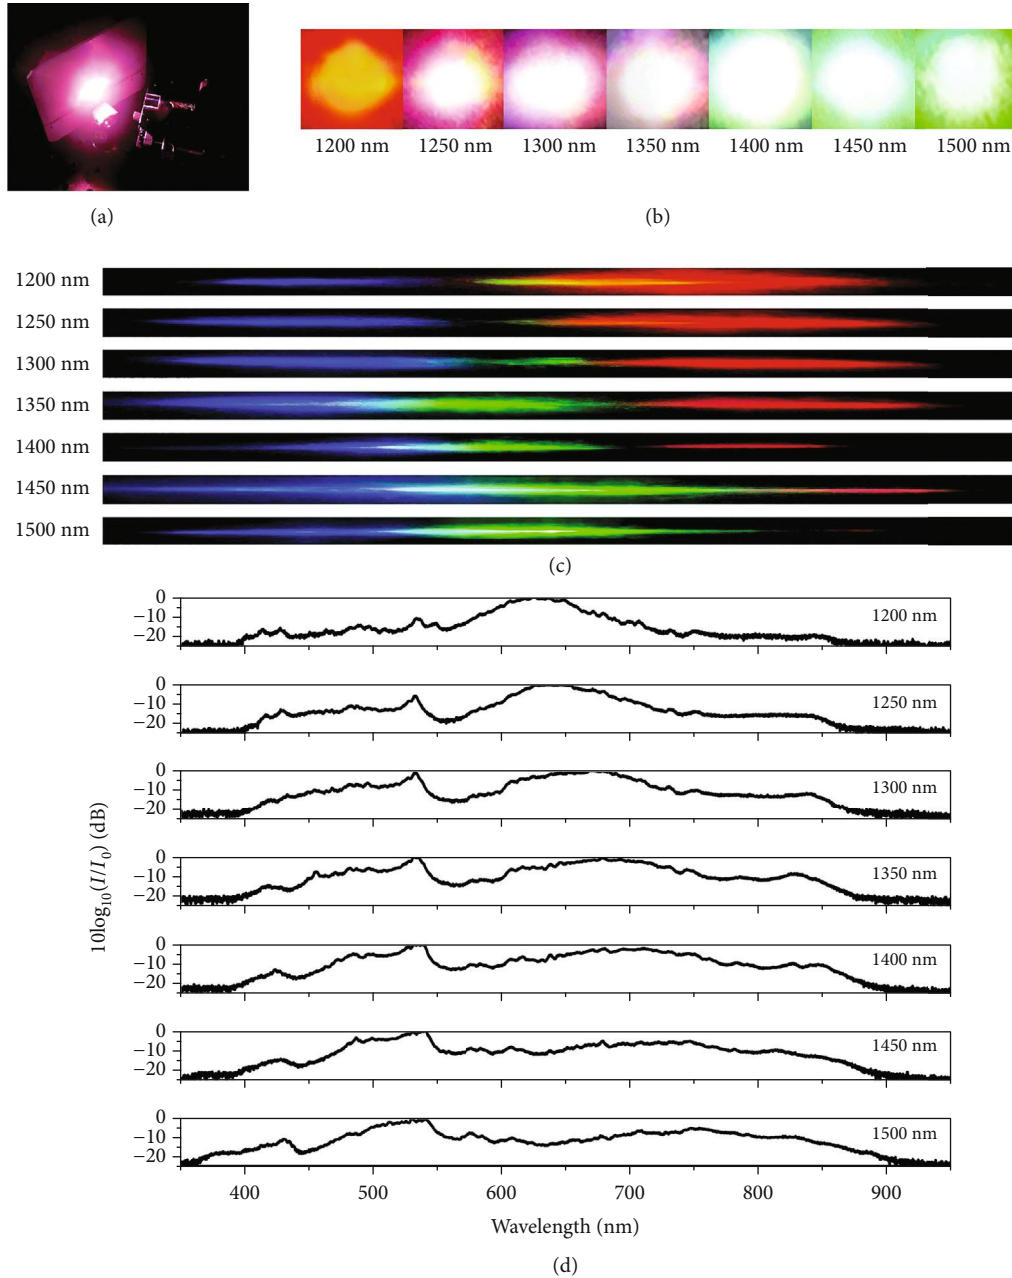 (a)
1200 nm 1250 nm 1300 nm 1350 nm 1400 nm 1450 nm 1500 nm
(b)
1200 nm
1250 nm
1300 nm
1350 nm
1400 nm
1450 nm
1500 nm
(c)
10log₁₀(I/I₀) (dB)
0
−10
−20
1200 nm
0
−10
−20
1250 nm
0
−10
−20
1300 nm
0
−10
−20
1350 nm
0
−10
−20
1400 nm
0
−10
−20
1450 nm
0
−10
−20
1500 nm
400 500 600 700 800 900
Wavelength (nm)
(d)